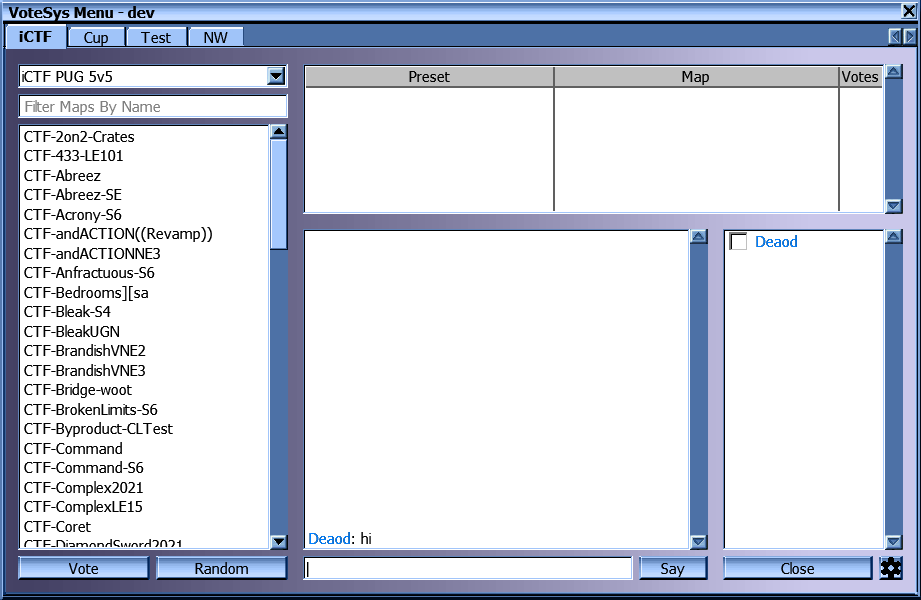 VoteSys Menu - dev
iCTF Cup Test NW
iCTF PUG 5v5
Filter Maps By Name
CTF-2on2-Crates
CTF-433-LE101
CTF-Abreez
CTF-Abreez-SE
CTF-Acrony-S6
CTF-andACTION((Revamp))
CTF-andACTIONNE3
CTF-Anfractuous-S6
CTF-Bedrooms][sa
CTF-Bleak-S4
CTF-BleakUGN
CTF-BrandishVNE2
CTF-BrandishVNE3
CTF-Bridge-woot
CTF-BrokenLimits-S6
CTF-Byproduct-CLTest
CTF-Command
CTF-Command-S6
CTF-Complex2021
CTF-ComplexLE15
CTF-Coret
CTF-DiamondSword2021
Vote Random
Preset Map Votes
Deaod: hi
Say
Deaod
Close